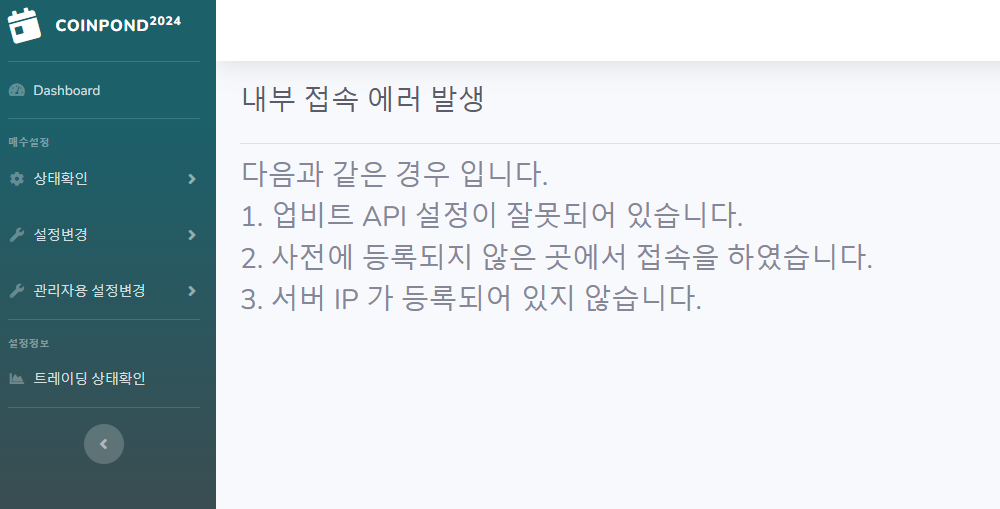 COINPOND2024
Dashboard
매수설정
상태확인
설정변경
관리자용 설정변경
설정정보
트레이딩 상태확인
내부 접속 에러 발생
다음과 같은 경우 입니다.
1. 업비트 API 설정이 잘못되어 있습니다.
2. 사전에 등록되지 않은 곳에서 접속을 하였습니다.
3. 서버 IP 가 등록되어 있지 않습니다.